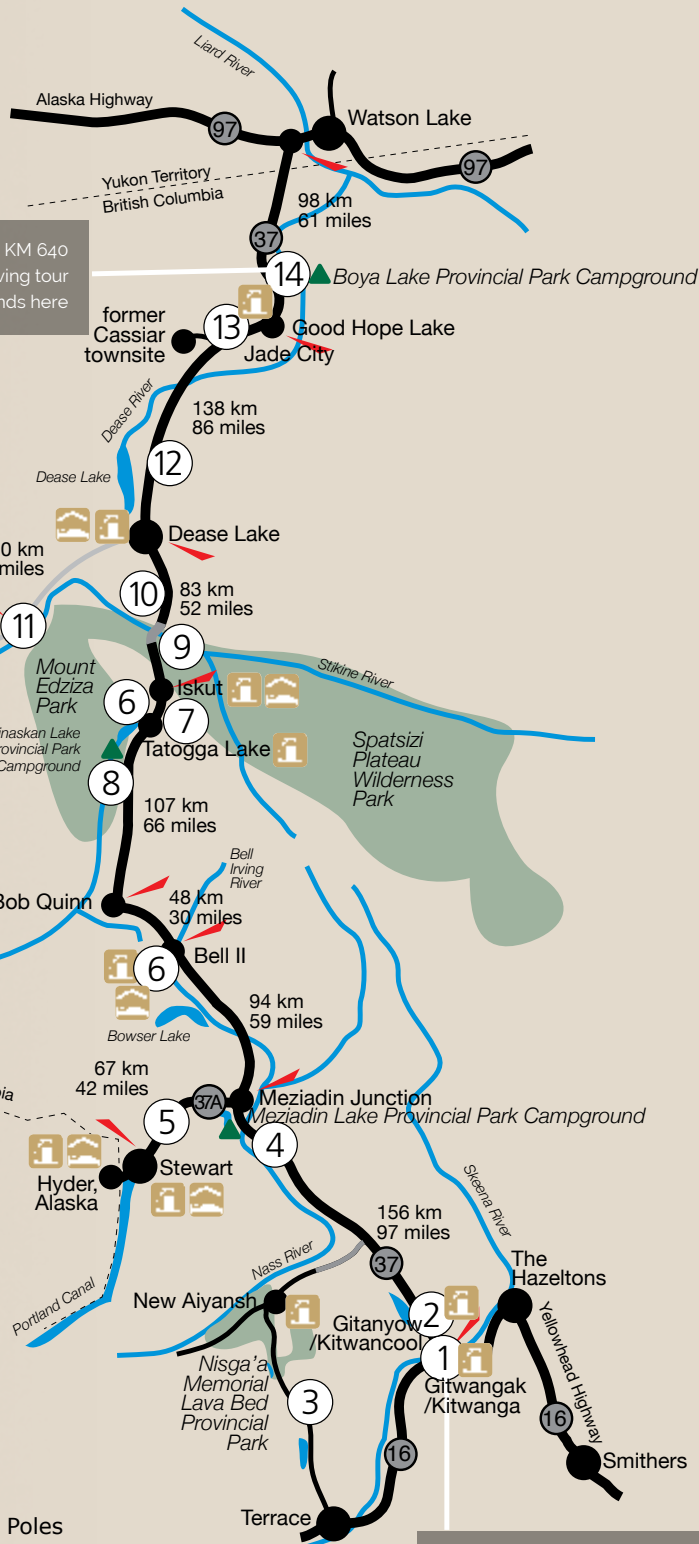 Liard River
Alaska Highway
97
Watson Lake
97
Yukon Territory
British Columbia
98 km
61 miles
37
KM 640
ving tour
nds here
14
Boya Lake Provincial Park Campground
former
Cassiar
townsite
13
Good Hope Lake
Jade City
Dease River
138 km
86 miles
12
Dease Lake
Dease Lake
0 km
miles
10
83 km
52 miles
11
9
Mount
Edziza
Park
Stikine River
Iskut
6
7
inaskan Lake
rovincial Park
Campground
Tatogga Lake
Spatsizi
Plateau
Wilderness
Park
8
107 km
66 miles
Bell
Irving
River
Bob Quinn
48 km
30 miles
Bell II
6
94 km
59 miles
Bowser Lake
67 km
42 miles
ia
37A
Meziadin Junction
Meziadin Lake Provincial Park Campground
5
4
Stewart
Hyder,
Alaska
Skeena River
156 km
97 miles
Nass River
37
The
Hazeltons
Portland Canal
New Aiyansh
2
Gitanyow
/Kitwancool
Yellowhead Highway
1
Nisga'a
Memorial
Lava Bed
Provincial
Park
Gitwangak
/Kitwanga
3
16
16
Smithers
Terrace
Poles